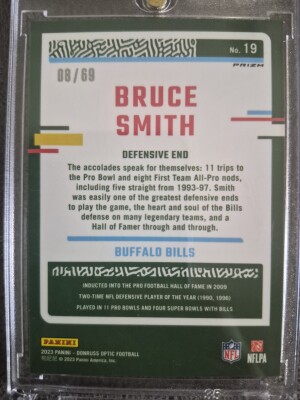 No. 19
PRIZM
08/69
BRUCE
SMITH
DEFENSIVE END
The accolades speak for themselves: 11 trips to
the Pro Bowl and eight First Team All-Pro nods,
including five straight from 1993-97. Smith
was easily one of the greatest defensive ends
to play the game, the heart and soul of the Bills
defense on many legendary teams, and a
Hall of Famer through and through.
BUFFALO BILLS
INDUCTED INTO THE PRO FOOTBALL HALL OF FAME IN 2009
TWO-TIME NFL DEFENSIVE PLAYER OF THE YEAR (1990, 1996)
PLAYED IN 11 PRO BOWLS AND FOUR SUPER BOWLS WITH BILLS
PANINI
2023 PANINI - DONRUSS OPTIC FOOTBALL
© 2023 Panini America, Inc.
NFL
NFLPA